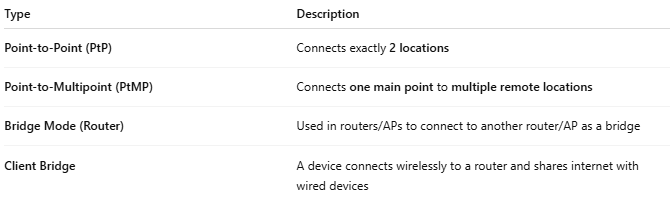 Type Description
Point-to-Point (PtP) Connects exactly 2 locations
Point-to-Multipoint (PtMP) Connects one main point to multiple remote locations
Bridge Mode (Router) Used in routers/APs to connect to another router/AP as a bridge
Client Bridge A device connects wirelessly to a router and shares internet with
wired devices